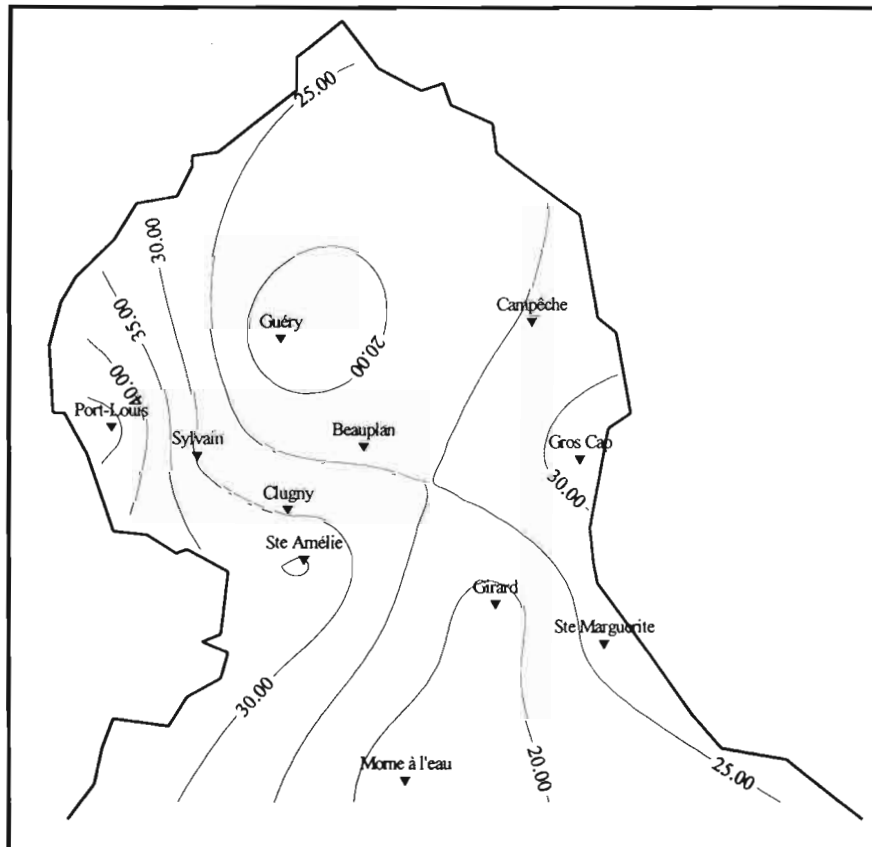 25.00
30.00
Campêche
35.00
Guéry
20.00
40.00
Port-Louis
Beauplan
Sylvain
Gros Cap
30.00
Clugny
Ste Amélie
Girard
Ste Marguerite
30.00
Morne à l'eau
20.00
25.00